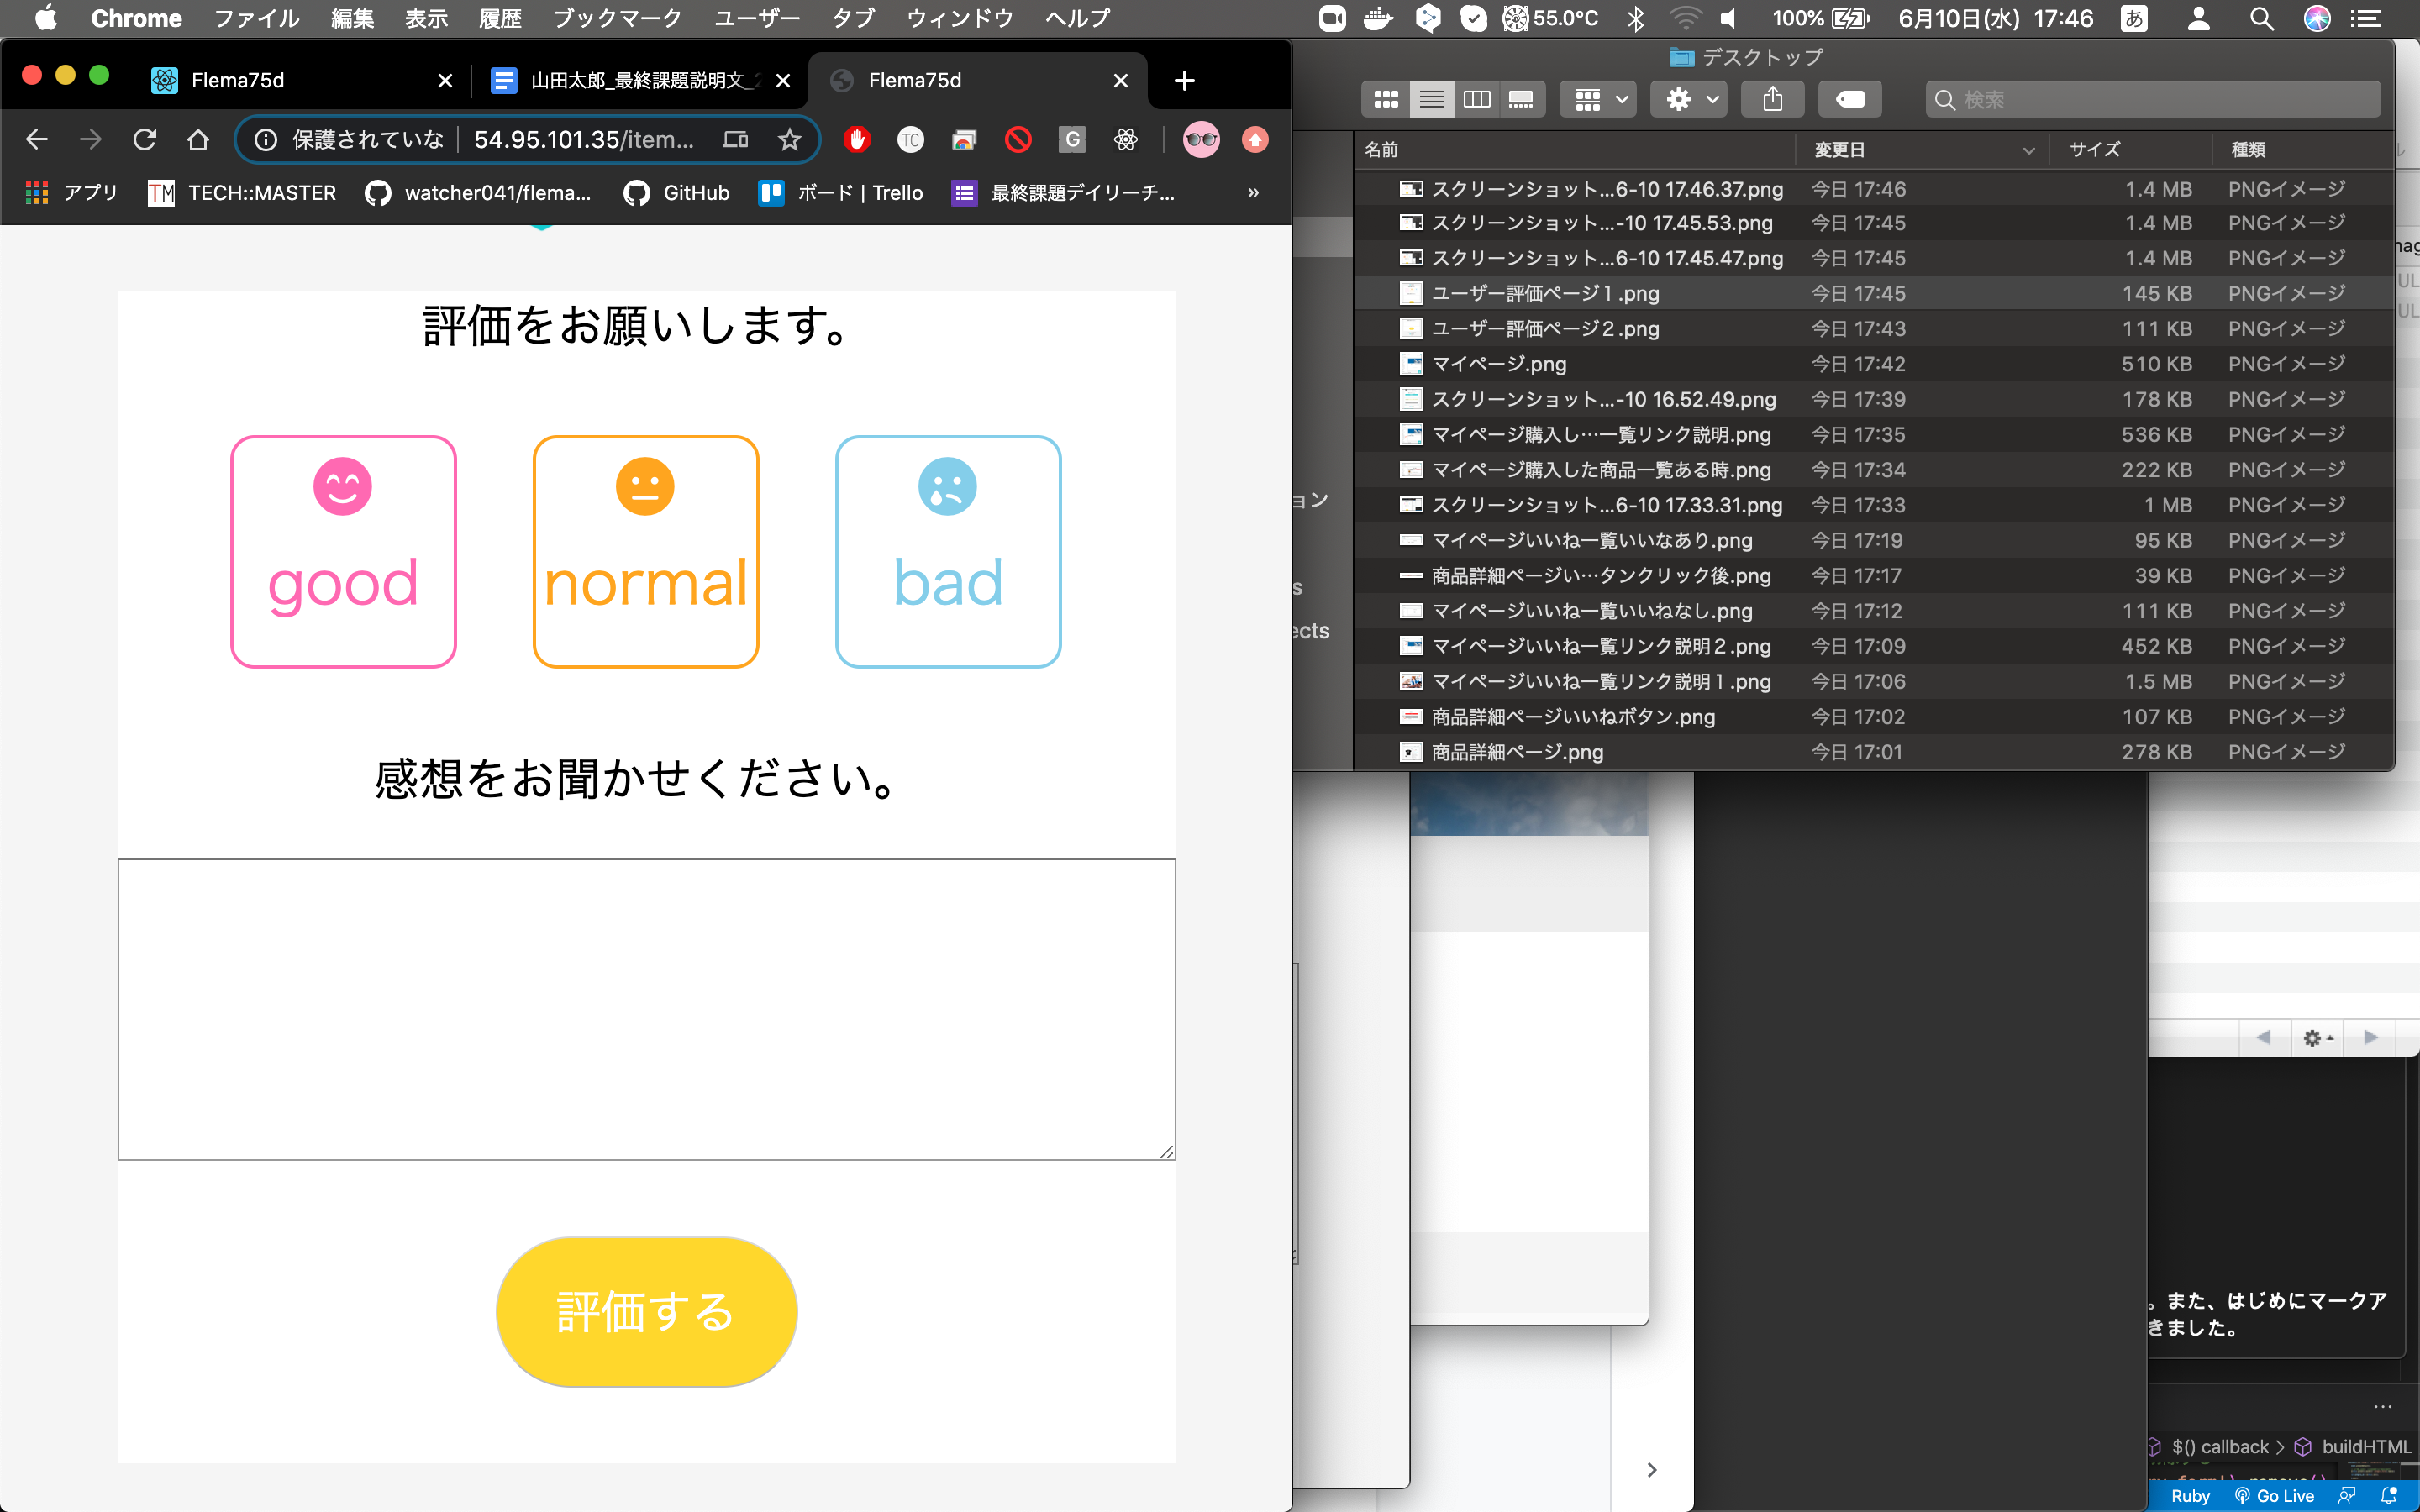 Chrome ファイル 編集 表示 履歴 ブックマーク ユーザー タブ ウィンドウ ヘルプ 55.0°C 100% 6月10日(水) 17:46 あ
Flema75d 山田太郎_最終課題説明文_ Flema75d
保護されていな 54.95.101.35/item... TC G
アプリ TM TECH::MASTER watcher041/flema... GitHub ボード | Trello 最終課題デイリーチ... »
評価をお願いします。
good normal bad
感想をお聞かせください。
評価する
デスクトップ
検索
名前 変更日 サイズ 種類
スクリーンショット...6-10 17.46.37.png 今日 17:46 1.4 MB PNGイメージ
スクリーンショット...-10 17.45.53.png 今日 17:45 1.4 MB PNGイメージ
スクリーンショット...6-10 17.45.47.png 今日 17:45 1.4 MB PNGイメージ
ユーザー評価ページ1.png 今日 17:45 145 KB PNGイメージ
ユーザー評価ページ2.png 今日 17:43 111 KB PNGイメージ
マイページ.png 今日 17:42 510 KB PNGイメージ
スクリーンショット...-10 16.52.49.png 今日 17:39 178 KB PNGイメージ
マイページ購入し…一覧リンク説明.png 今日 17:35 536 KB PNGイメージ
マイページ購入した商品一覧ある時.png 今日 17:34 222 KB PNGイメージ
スクリーンショット...6-10 17.33.31.png 今日 17:33 1 MB PNGイメージ
マイページいいね一覧いいなあり.png 今日 17:19 95 KB PNGイメージ
商品詳細ページい…タンクリック後.png 今日 17:17 39 KB PNGイメージ
マイページいいね一覧いいねなし.png 今日 17:12 111 KB PNGイメージ
マイページいいね一覧リンク説明2.png 今日 17:09 452 KB PNGイメージ
マイページいいね一覧リンク説明1.png 今日 17:06 1.5 MB PNGイメージ
商品詳細ページいいねボタン.png 今日 17:02 107 KB PNGイメージ
商品詳細ページ.png 今日 17:01 278 KB PNGイメージ
ョン
s
ects
。また、はじめにマークア
きました。
...
$() callback > buildHTML
Ruby Go Live